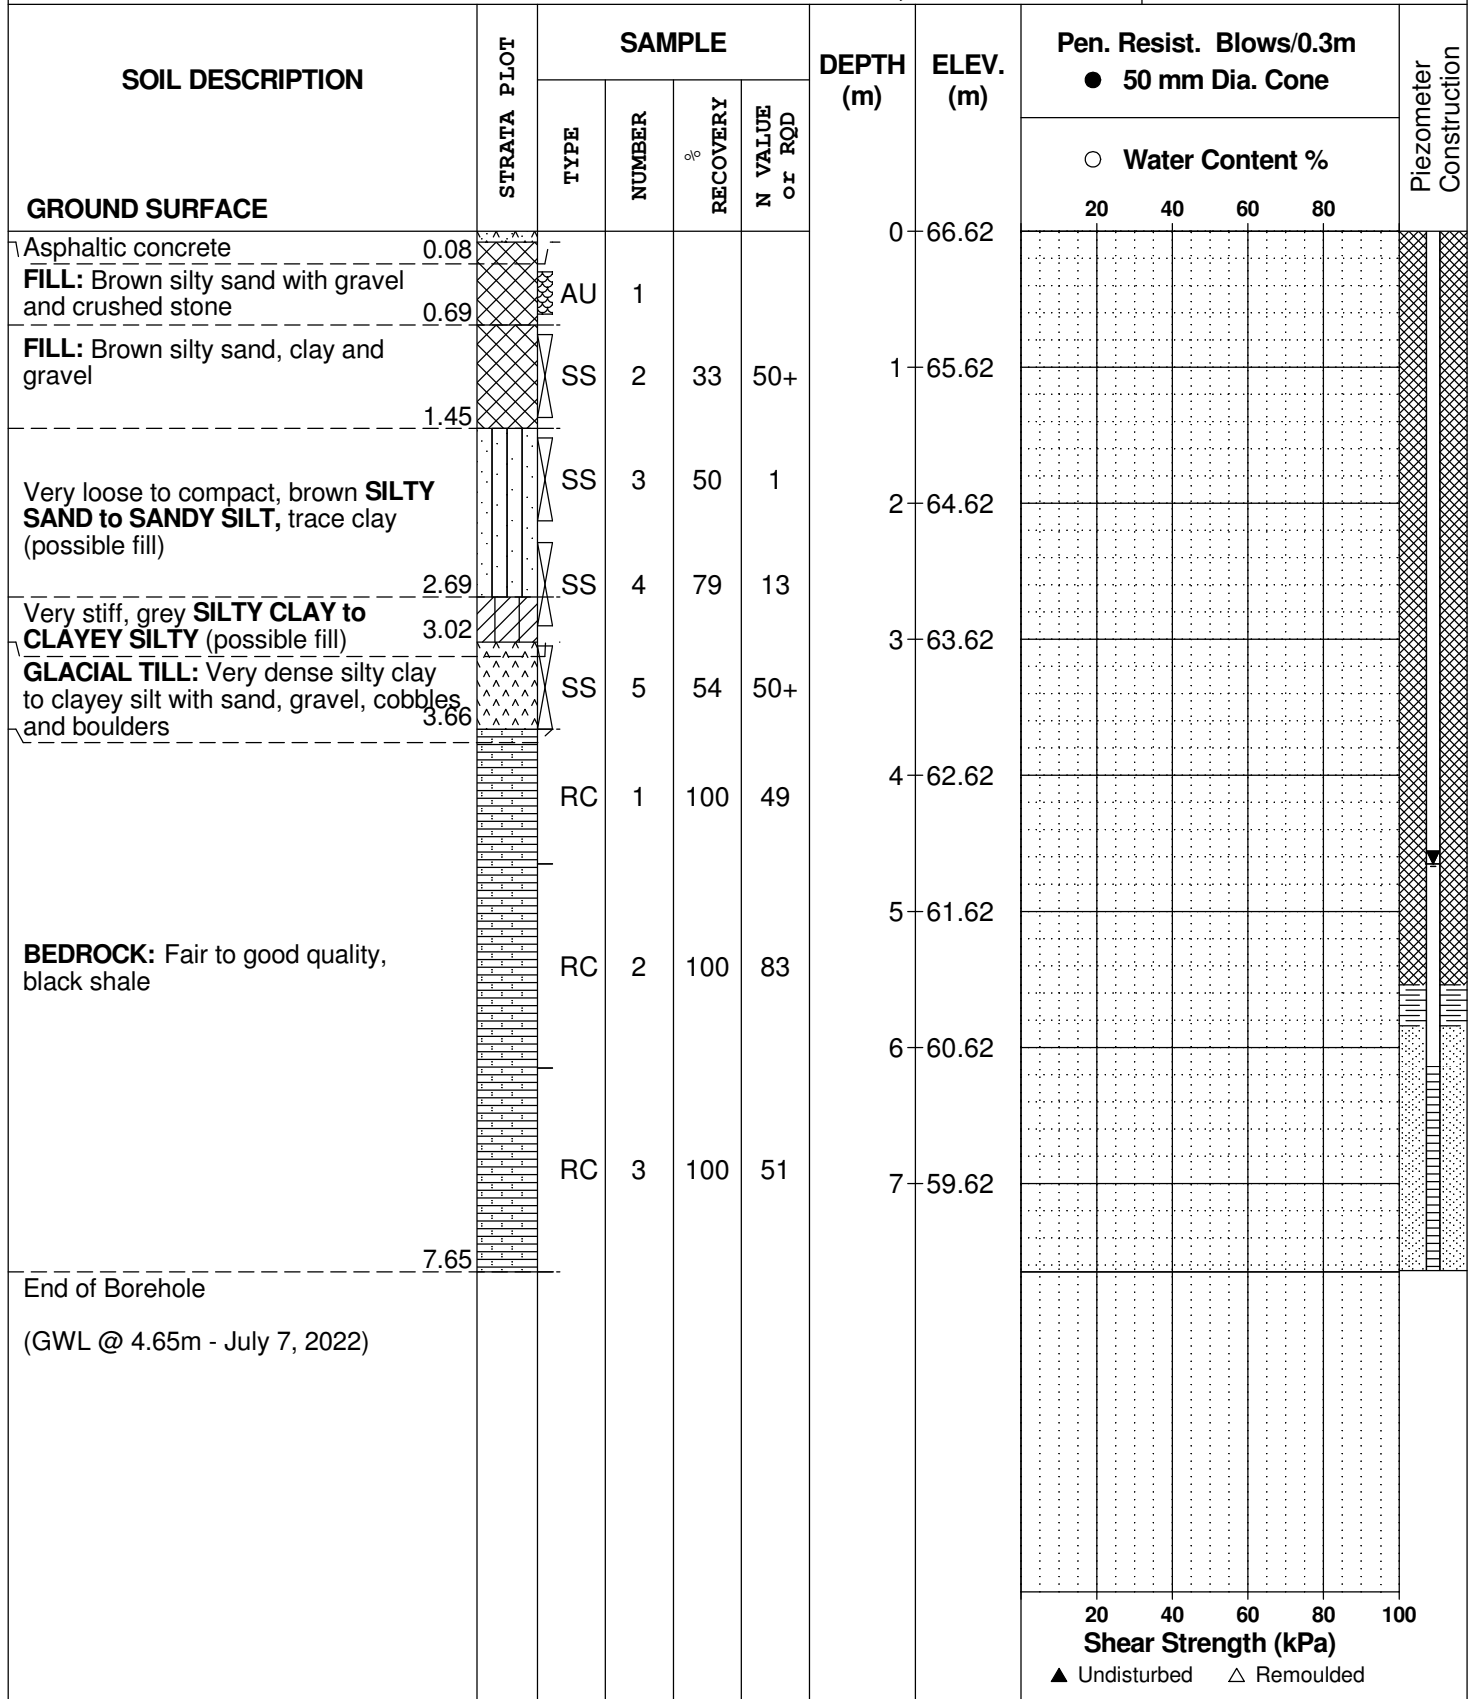 SOIL DESCRIPTION
GROUND SURFACE
STRATA PLOT
SAMPLE
TYPE
NUMBER
% RECOVERY
N VALUE or RQD
DEPTH
(m)
ELEV.
(m)
Pen. Resist. Blows/0.3m
● 50 mm Dia. Cone
○ Water Content %
20 40 60 80
Piezometer
Construction
Asphaltic concrete 0.08
FILL: Brown silty sand with gravel
and crushed stone 0.69
AU 1
FILL: Brown silty sand, clay and
gravel
1.45
SS 2 33 50+
Very loose to compact, brown SILTY
SAND to SANDY SILT, trace clay
(possible fill)
2.69
SS 3 50 1
SS 4 79 13
Very stiff, grey SILTY CLAY to
CLAYEY SILTY (possible fill) 3.02
GLACIAL TILL: Very dense silty clay
to clayey silt with sand, gravel, cobbles
and boulders 3.66
SS 5 54 50+
RC 1 100 49
BEDROCK: Fair to good quality,
black shale
RC 2 100 83
RC 3 100 51
7.65
End of Borehole
(GWL @ 4.65m - July 7, 2022)
0 66.62
1 65.62
2 64.62
3 63.62
4 62.62
5 61.62
6 60.62
7 59.62
20 40 60 80 100
Shear Strength (kPa)
▲ Undisturbed △ Remoulded